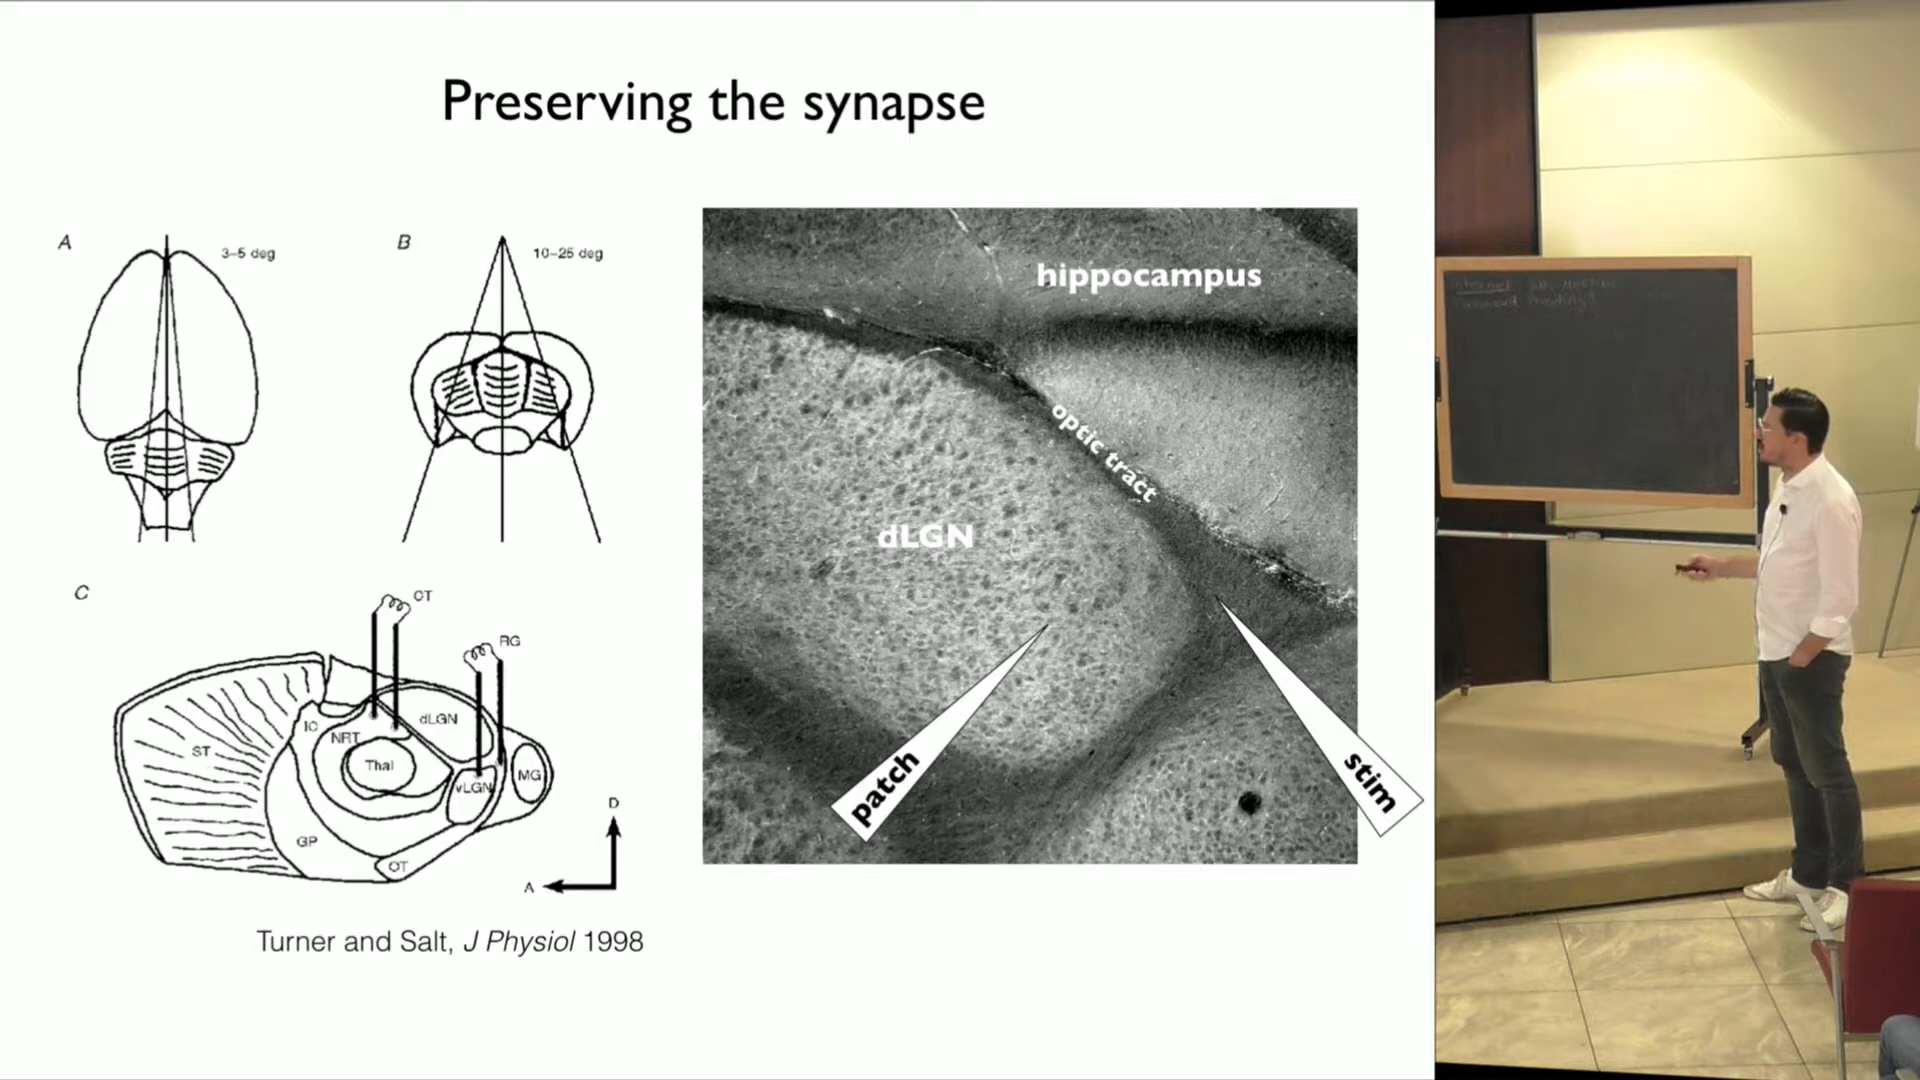 Preserving the synapse
A
3–5 deg
B
10–25 deg
C
CT
RG
IC
NRT
dLGN
ST
Thal
vLGN
MG
GP
OT
D
A
Turner and Salt, J Physiol 1998
hippocampus
optic tract
dLGN
patch
stim